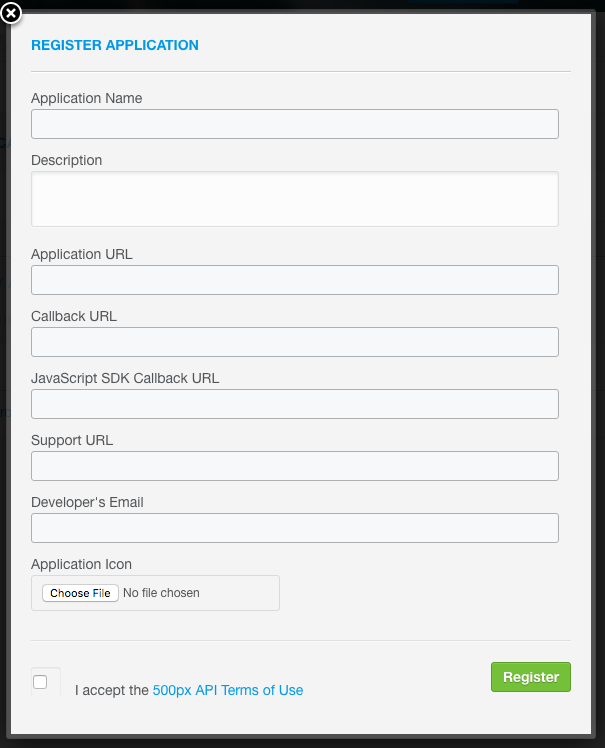 REGISTER APPLICATION
Application Name
Description
Application URL
Callback URL
JavaScript SDK Callback URL
Support URL
Developer's Email
Application Icon
Choose File No file chosen
I accept the 500px API Terms of Use
Register